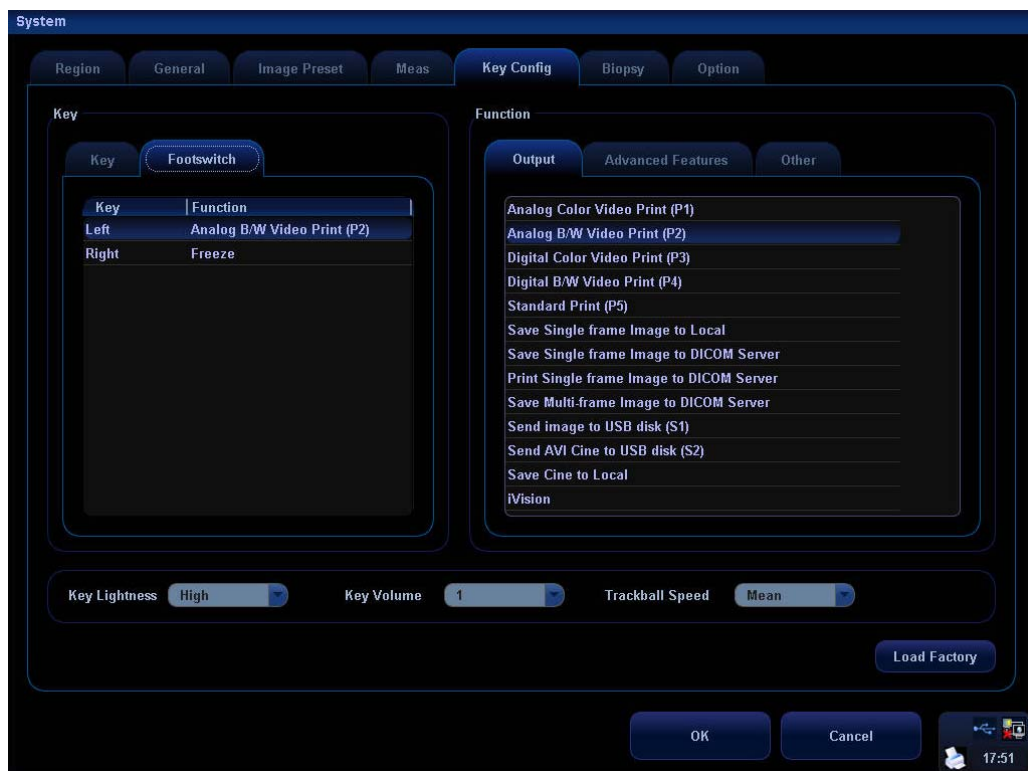 System
Region General Image Preset Meas Key Config Biopsy Option
Key
Function
Key Footswitch
Output Advanced Features Other
Key Function
Left Analog B/W Video Print (P2)
Right Freeze
Analog Color Video Print (P1)
Analog B/W Video Print (P2)
Digital Color Video Print (P3)
Digital B/W Video Print (P4)
Standard Print (P5)
Save Single frame Image to Local
Save Single frame Image to DICOM Server
Print Single frame Image to DICOM Server
Save Multi-frame Image to DICOM Server
Send image to USB disk (S1)
Send AVI Cine to USB disk (S2)
Save Cine to Local
iVision
Key Lightness High Key Volume 1 Trackball Speed Mean
Load Factory
OK Cancel
17:51